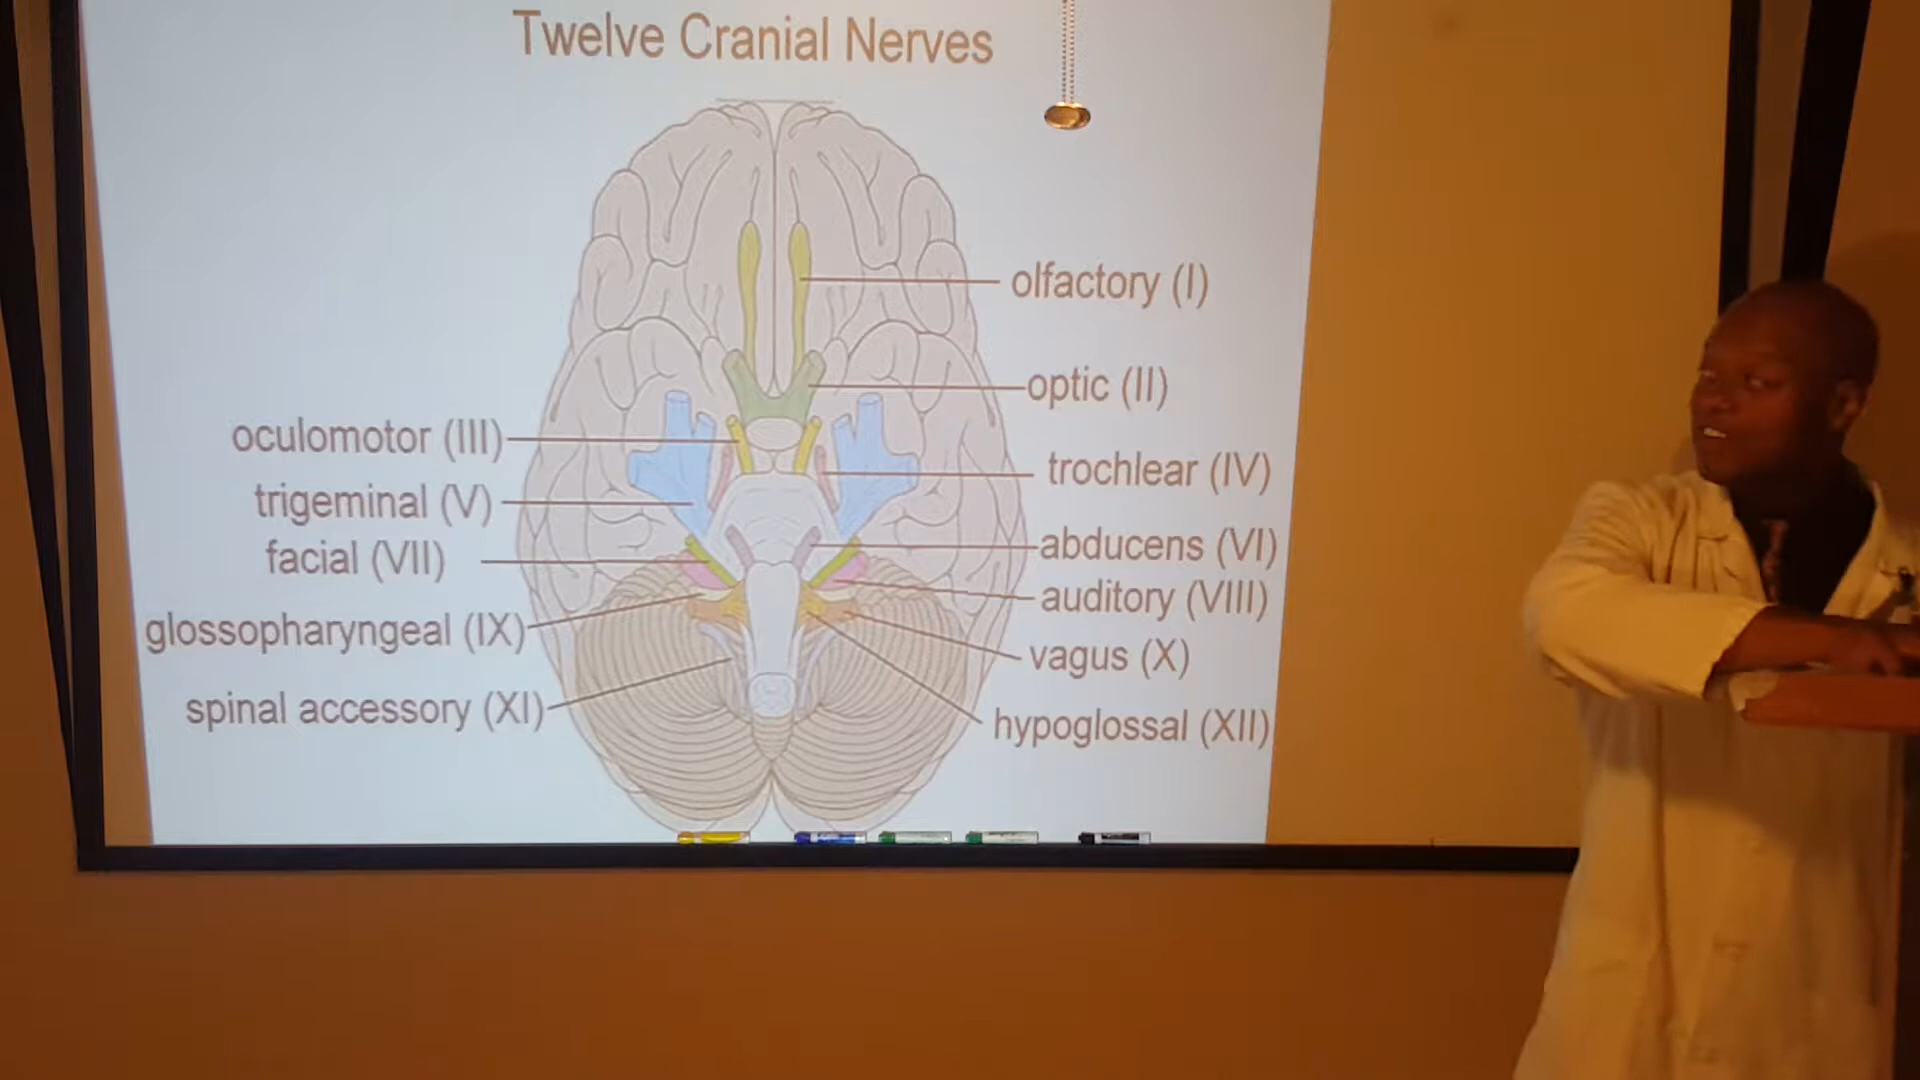 Twelve Cranial Nerves
olfactory (I)
optic (II)
oculomotor (III)
trochlear (IV)
trigeminal (V)
abducens (VI)
facial (VII)
auditory (VIII)
glossopharyngeal (IX)
vagus (X)
spinal accessory (XI)
hypoglossal (XII)